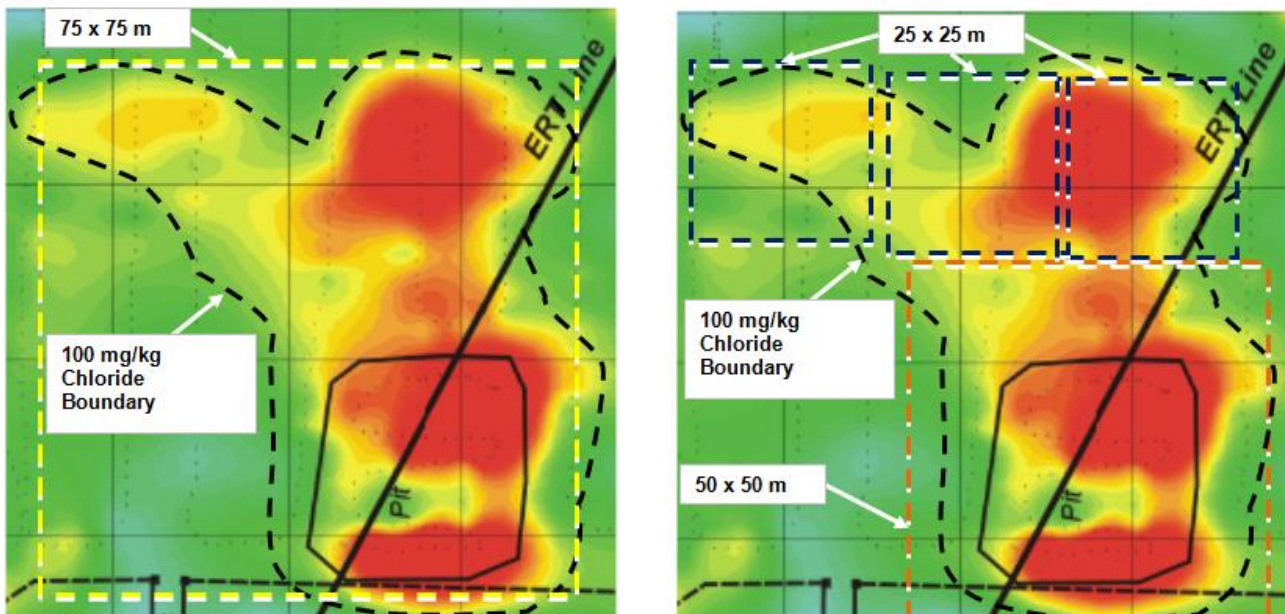 75 x 75 m
ERT Line
100 mg/kg
Chloride
Boundary
Pit
25 x 25 m
ERT Line
100 mg/kg
Chloride
Boundary
50 x 50 m
Pit